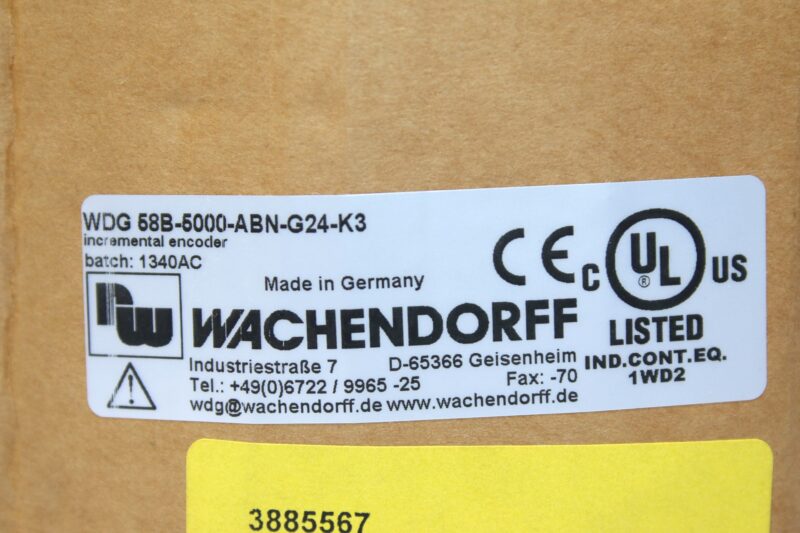 WDG 58B-5000-ABN-G24-K3
incremental encoder
batch: 1340AC
Made in Germany
CE
c UL US
®
LISTED
IND.CONT.EQ.
1WD2
WACHENDORFF
Industriestraße 7 D-65366 Geisenheim
Tel.: +49(0)6722 / 9965 -25 Fax: -70
wdg@wachendorff.de www.wachendorff.de
3885567